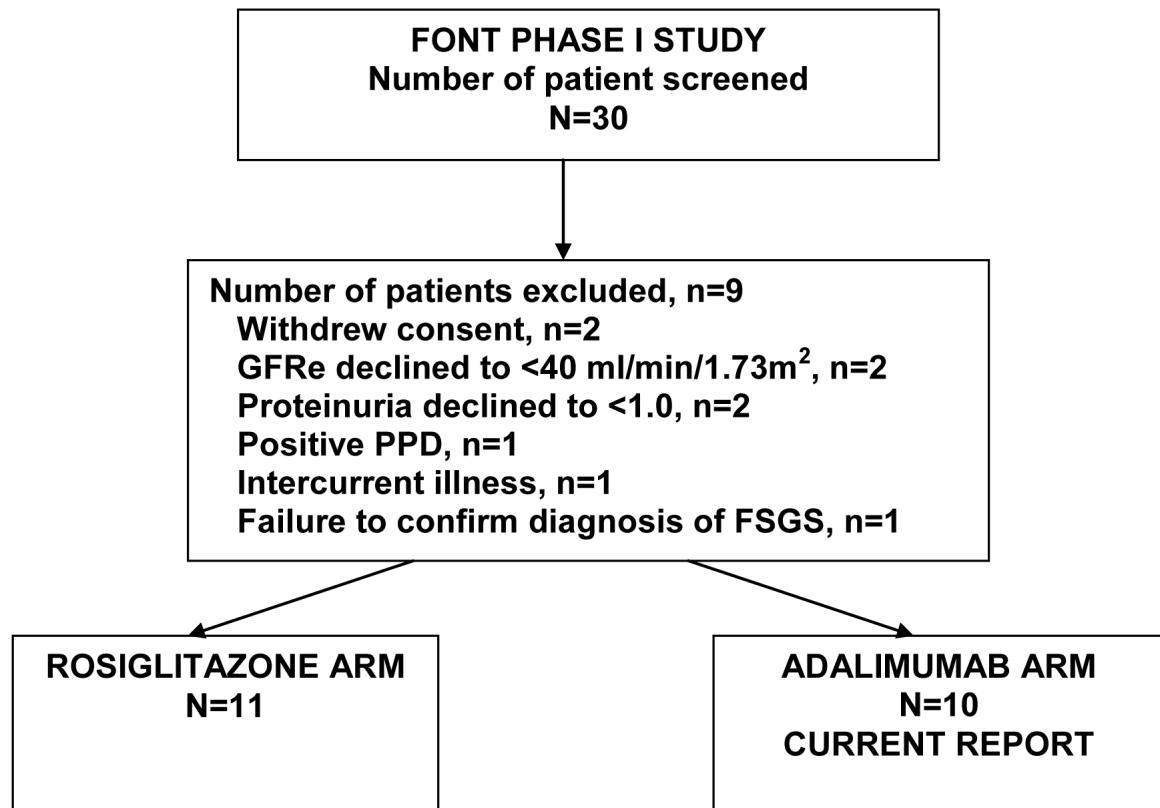 FONT PHASE I STUDY
Number of patient screened
N=30
Number of patients excluded, n=9
Withdrew consent, n=2
GFRe declined to <40 ml/min/1.73m², n=2
Proteinuria declined to <1.0, n=2
Positive PPD, n=1
Intercurrent illness, n=1
Failure to confirm diagnosis of FSGS, n=1
ROSIGLITAZONE ARM
N=11
ADALIMUMAB ARM
N=10
CURRENT REPORT